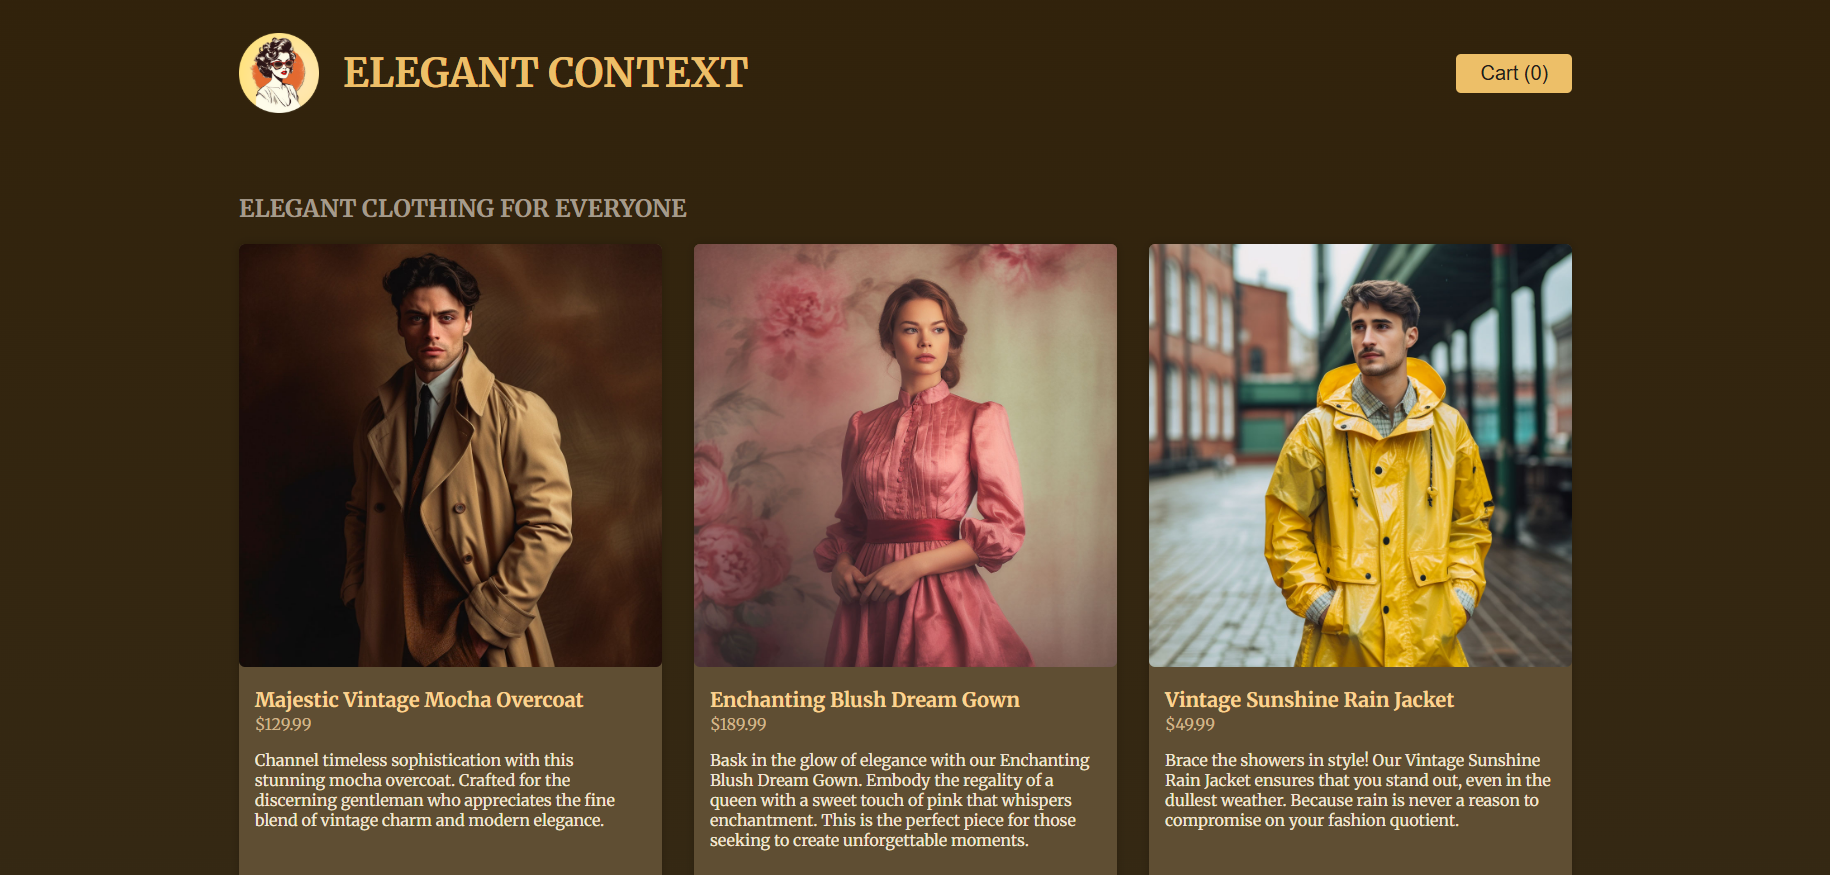 ELEGANT CONTEXT
Cart (0)
ELEGANT CLOTHING FOR EVERYONE
Majestic Vintage Mocha Overcoat
$129.99
Channel timeless sophistication with this
stunning mocha overcoat. Crafted for the
discerning gentleman who appreciates the fine
blend of vintage charm and modern elegance.
Enchanting Blush Dream Gown
$189.99
Bask in the glow of elegance with our Enchanting
Blush Dream Gown. Embody the regality of a
queen with a sweet touch of pink that whispers
enchantment. This is the perfect piece for those
seeking to create unforgettable moments.
Vintage Sunshine Rain Jacket
$49.99
Brace the showers in style! Our Vintage Sunshine
Rain Jacket ensures that you stand out, even in the
dullest weather. Because rain is never a reason to
compromise on your fashion quotient.